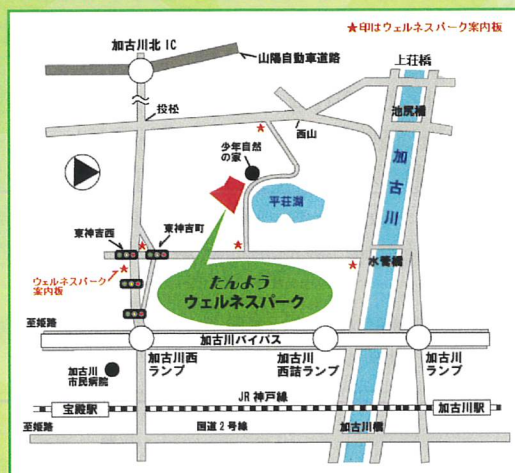 ★印はウェルネスパーク案内板
加古川北IC
山陽自動車道路
上荘橋
投松
池尻橋
西山
少年自然
の家
加古川
平荘湖
東神吉西
東神吉町
ウェルネスパーク
案内板
水管橋
たんよう
ウェルネスパーク
至姫路
加古川バイパス
加古川西
ランプ
加古川
西詰ランプ
加古川
ランプ
加古川
市民病院
JR神戸線
宝殿駅
加古川駅
至姫路
国道2号線
加古川橋